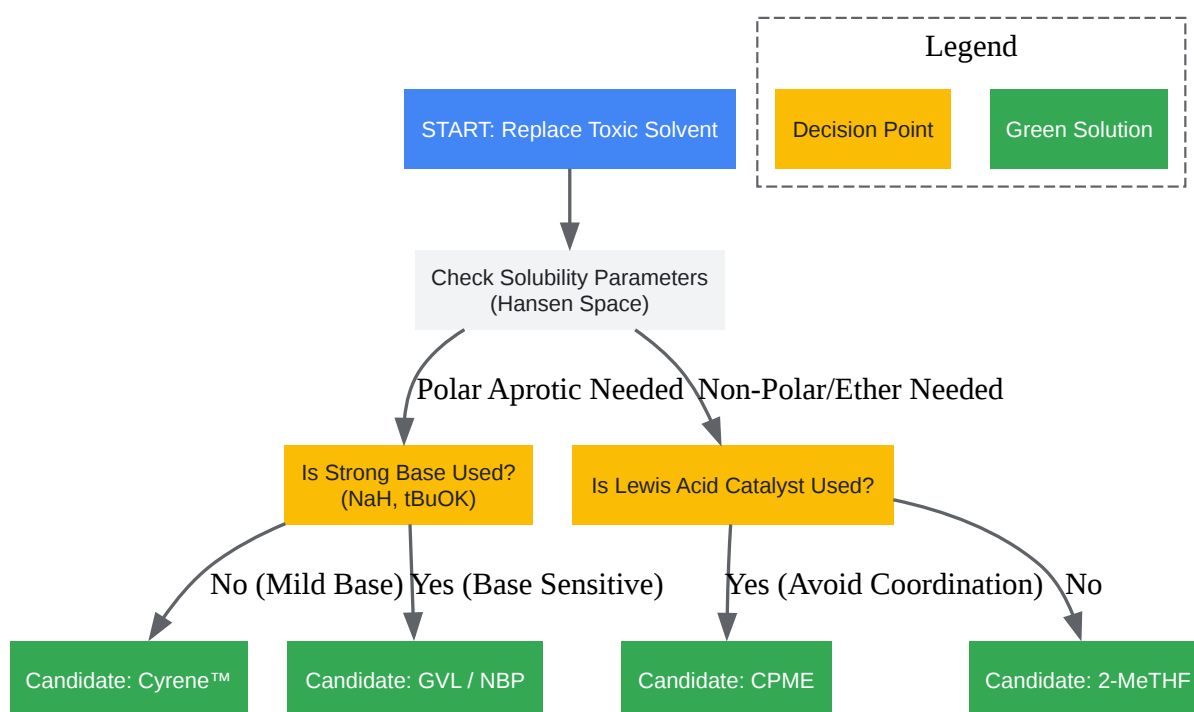 Legend
START: Replace Toxic Solvent
Decision Point
Green Solution
Check Solubility Parameters
(Hansen Space)
Polar Aprotic Needed
Non-Polar/Ether Needed
Is Strong Base Used?
(NaH, tBuOK)
Is Lewis Acid Catalyst Used?
No (Mild Base)
Yes (Base Sensitive)
Yes (Avoid Coordination)
No
Candidate: Cyrene™
Candidate: GVL / NBP
Candidate: CPME
Candidate: 2-MeTHF